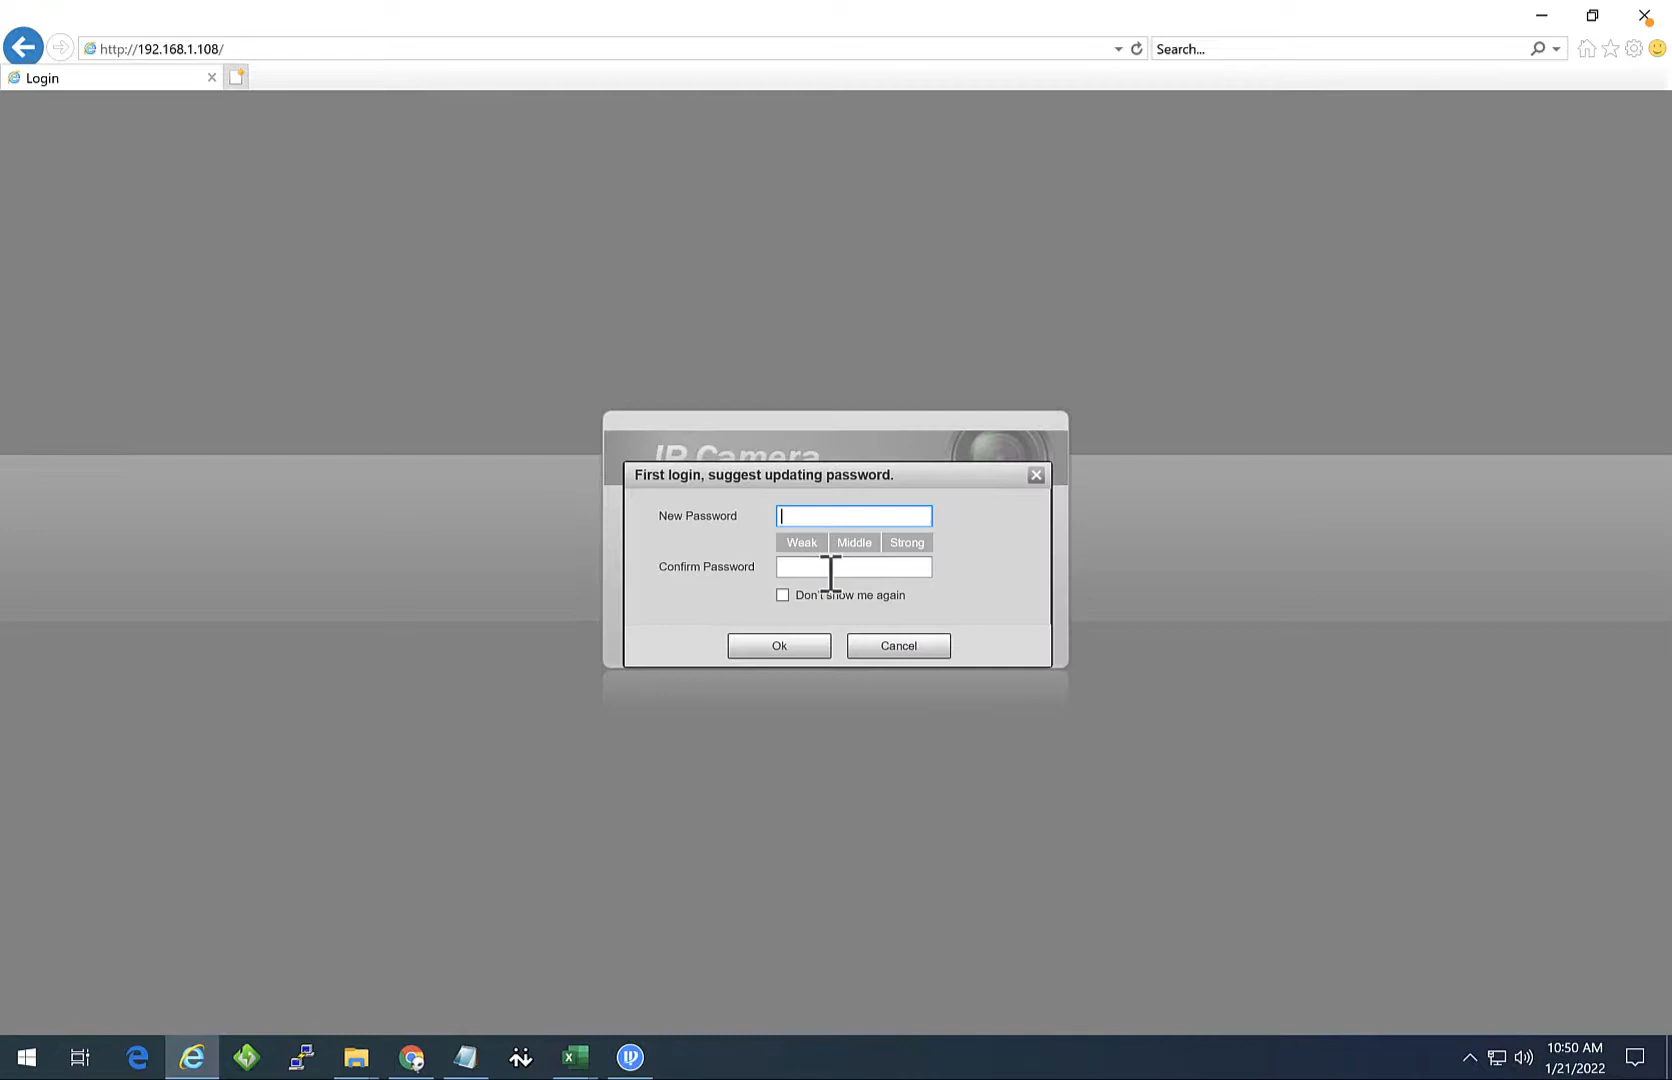 http://192.168.1.108/
Search...
Login
IP Camera
First login, suggest updating password.
New Password
Weak Middle Strong
Confirm Password
Don't show me again
Ok Cancel
10:50 AM
1/21/2022